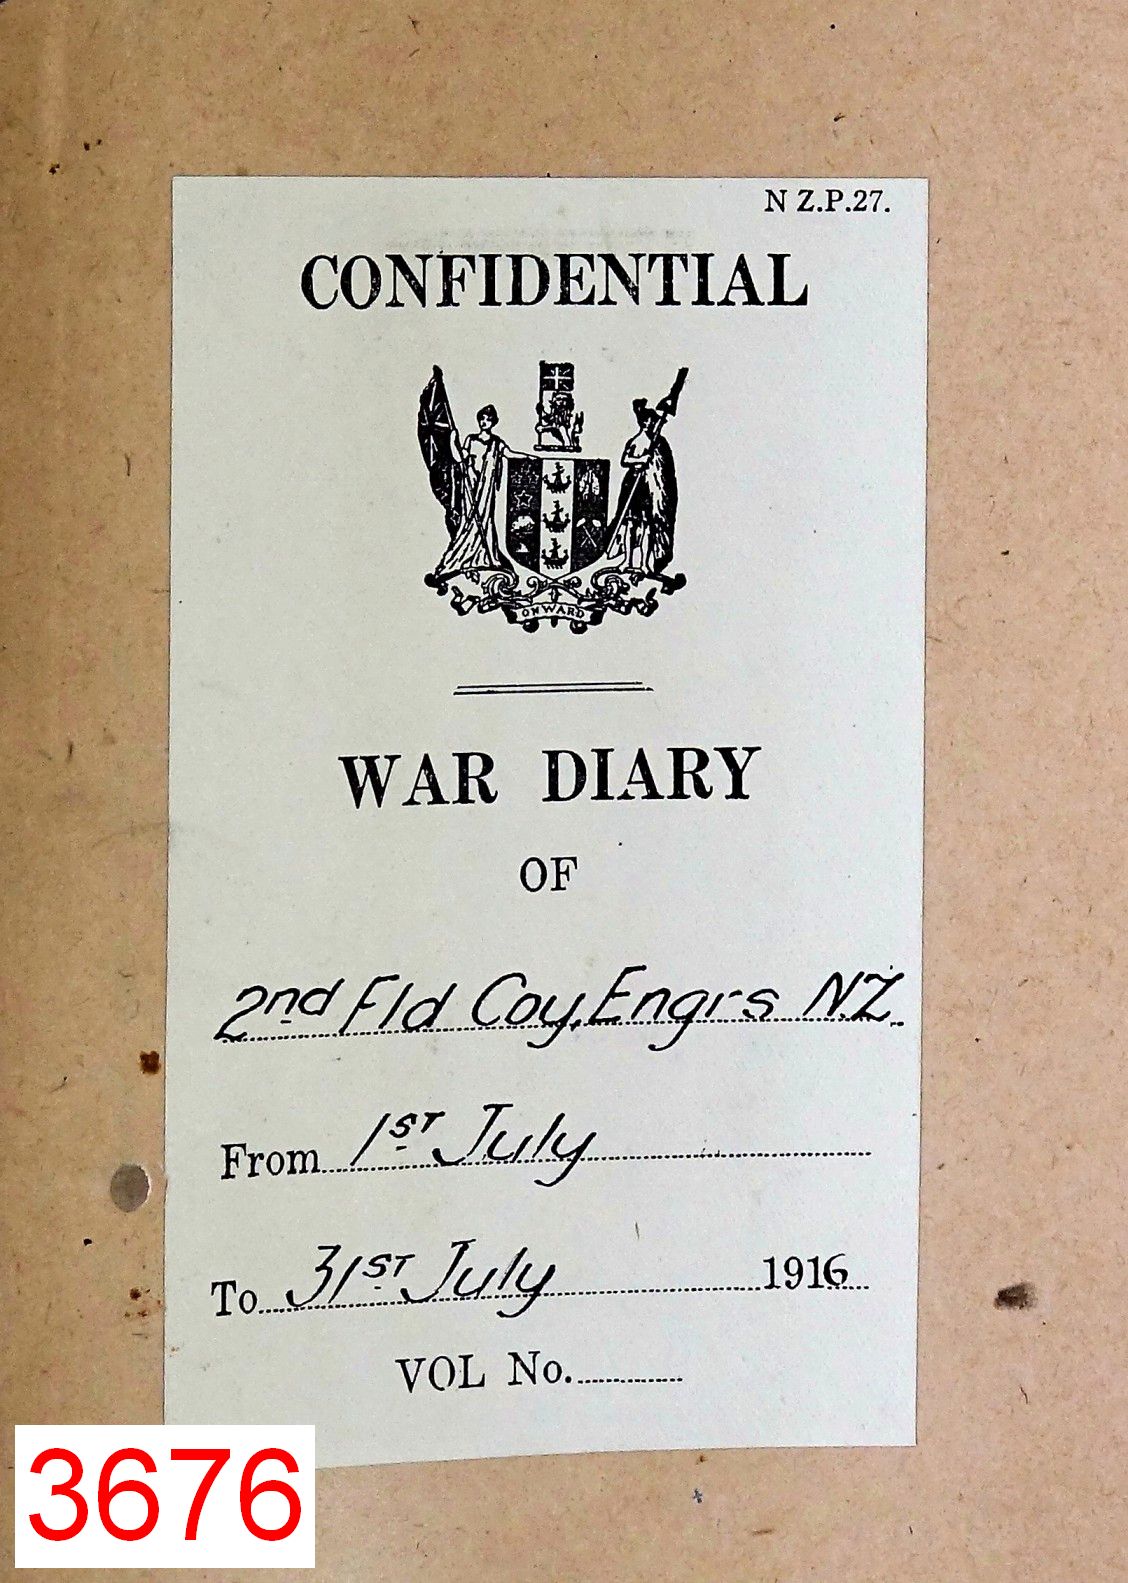 N Z.P.27.
CONFIDENTIAL
ONWARD
WAR DIARY
OF
2nd Fld Coy, Engrs N.Z.
From 1ST July
To 31ST July 1916
VOL No.
3676